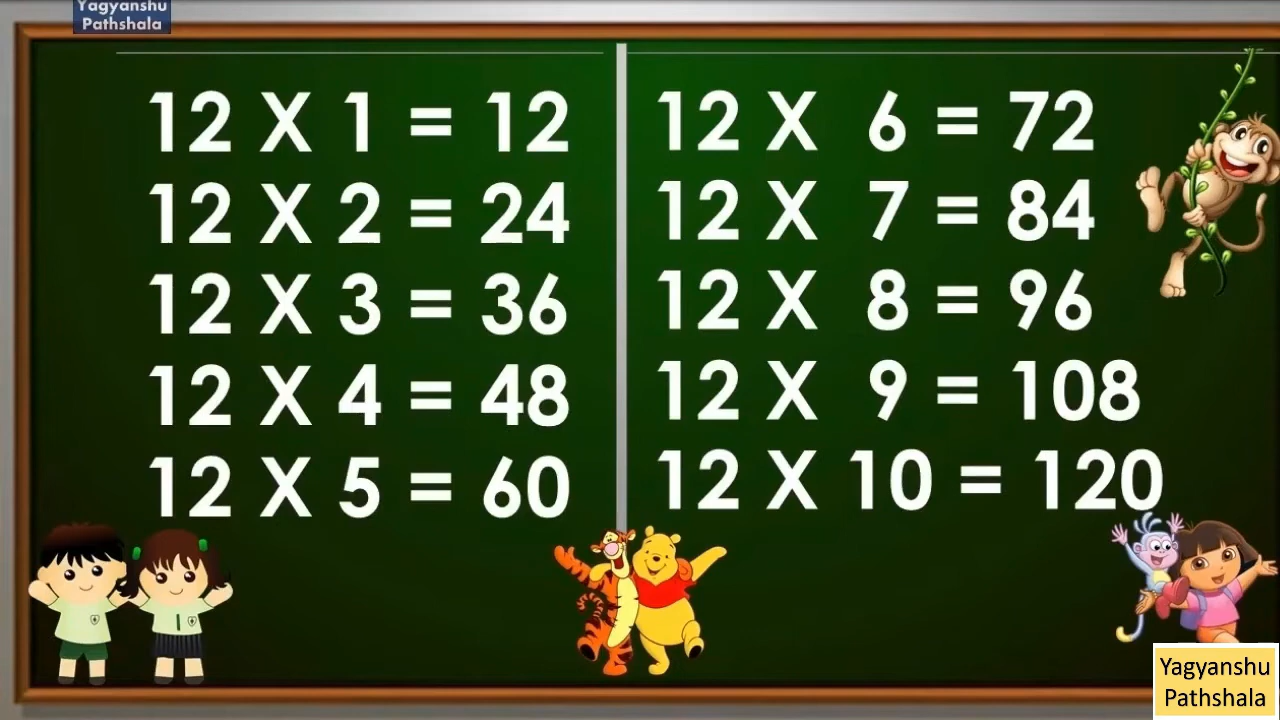 Yagyanshu
Pathshala
12 X 1 = 12
12 X 2 = 24
12 X 3 = 36
12 X 4 = 48
12 X 5 = 60
12 X 6 = 72
12 X 7 = 84
12 X 8 = 96
12 X 9 = 108
12 X 10 = 120
Yagyanshu
Pathshala